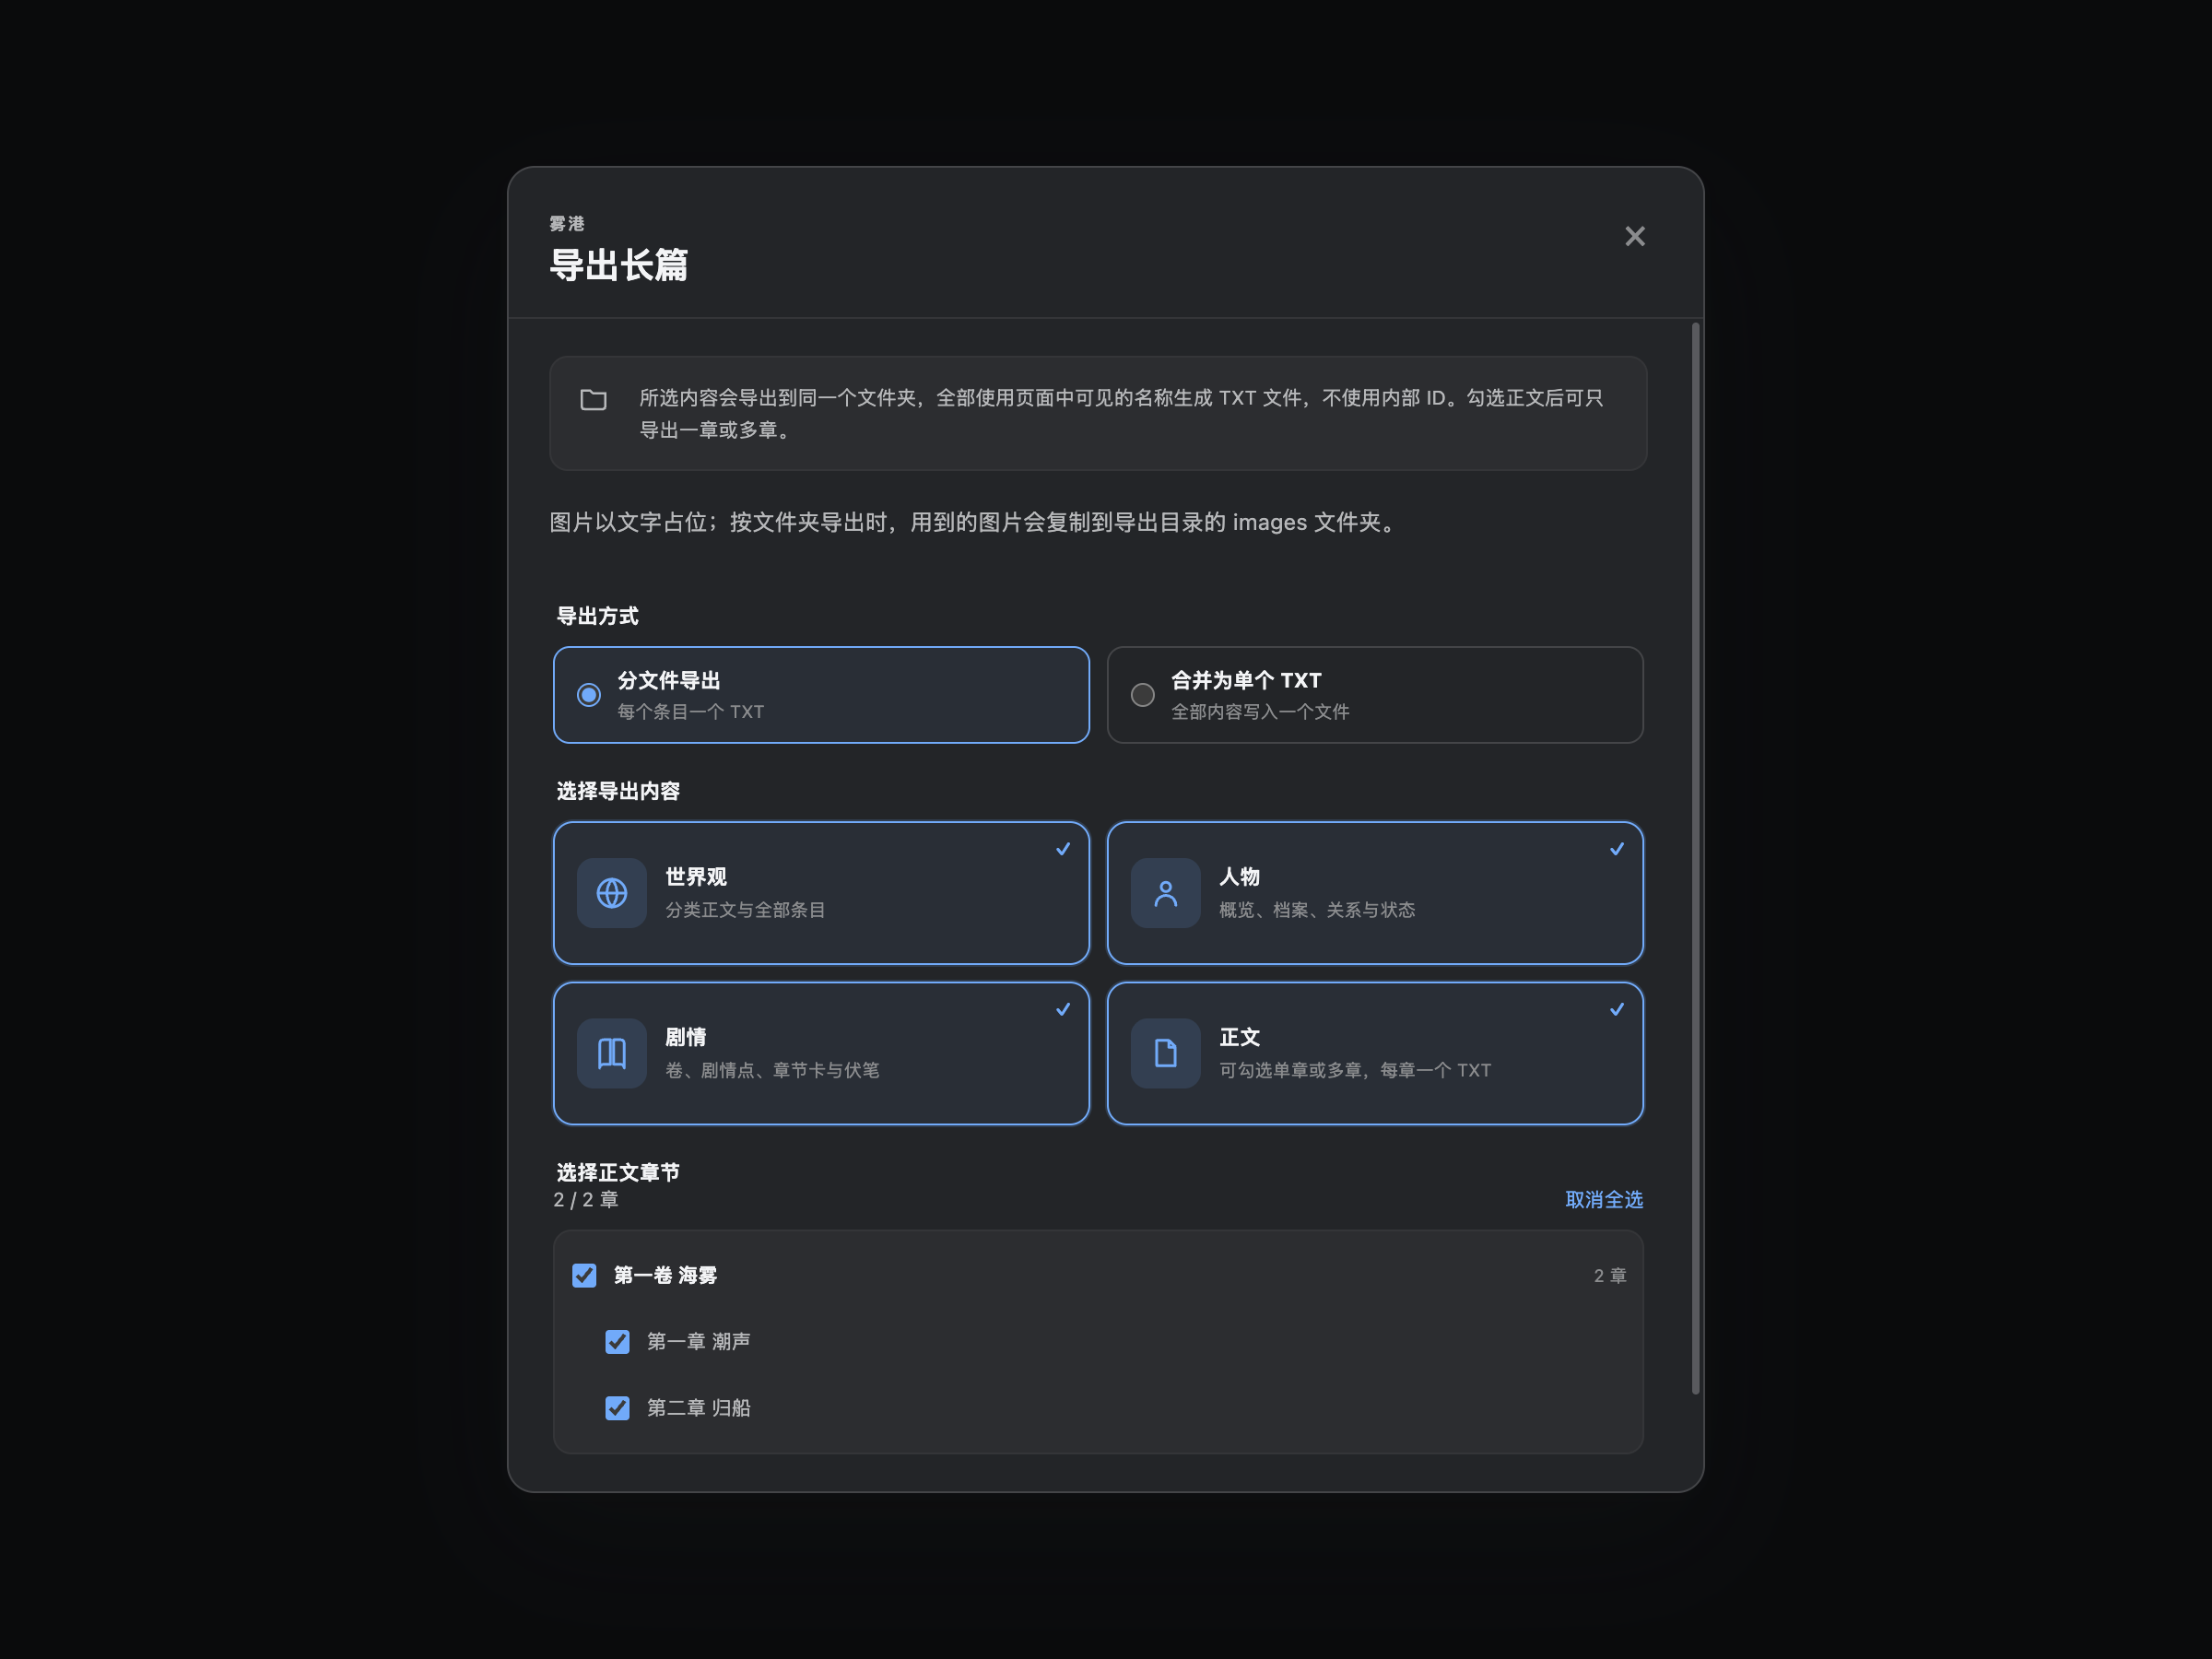 雾港
导出长篇
所选内容会导出到同一个文件夹，全部使用页面中可见的名称生成 TXT 文件，不使用内部 ID。勾选正文后可只
导出一章或多章。
图片以文字占位；按文件夹导出时，用到的图片会复制到导出目录的 images 文件夹。
导出方式
分文件导出
每个条目一个 TXT
合并为单个 TXT
全部内容写入一个文件
选择导出内容
世界观
分类正文与全部条目
人物
概览、档案、关系与状态
剧情
卷、剧情点、章节卡与伏笔
正文
可勾选单章或多章，每章一个 TXT
选择正文章节
2 / 2 章
取消全选
第一卷 海雾
2 章
第一章 潮声
第二章 归船